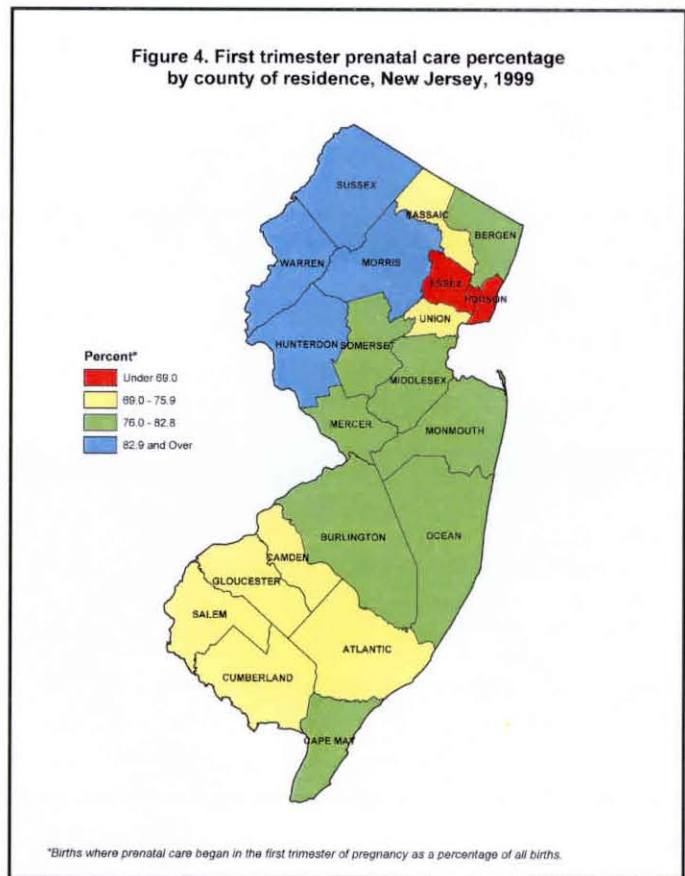 Figure 4. First trimester prenatal care percentage
by county of residence, New Jersey, 1999
SUSSEX
PASSAIC
BERGEN
WARREN
MORRIS
ESSEX
HUDSON
UNION
HUNTERDON
SOMERSET
Percent*
Under 69.0
69.0 - 75.9
76.0 - 82.8
82.9 and Over
MIDDLESEX
MERCER
MONMOUTH
BURLINGTON
OCEAN
CAMDEN
GLOUCESTER
SALEM
ATLANTIC
CUMBERLAND
CAPE MAY
*Births where prenatal care began in the first trimester of pregnancy as a percentage of all births.